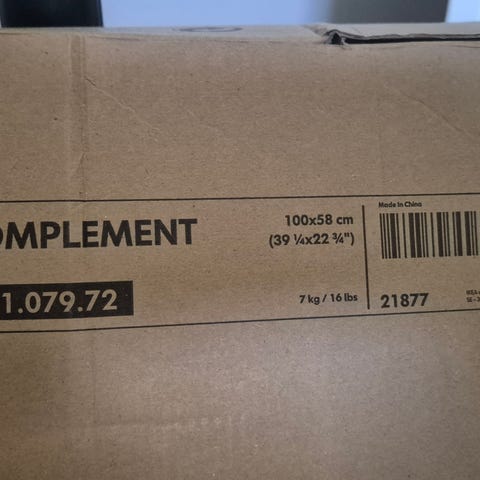 OMPLEMENT
100x58 cm
(39 ¼x22 ¾")
1.079.72
7 kg / 16 lbs
Made In China
21877